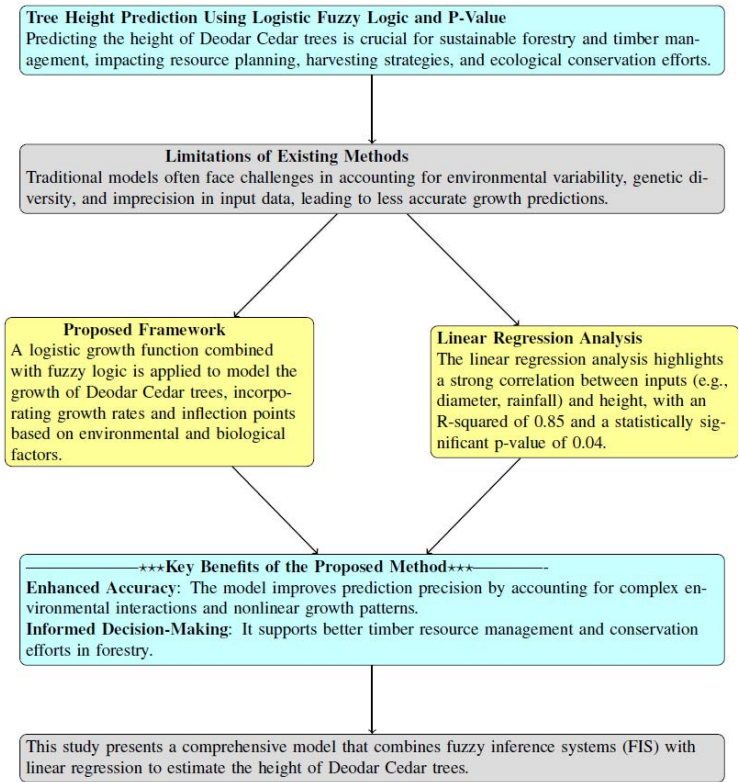 Tree Height Prediction Using Logistic Fuzzy Logic and P-Value
Predicting the height of Deodar Cedar trees is crucial for sustainable forestry and timber man-
agement, impacting resource planning, harvesting strategies, and ecological conservation efforts.
Limitations of Existing Methods
Traditional models often face challenges in accounting for environmental variability, genetic di-
versity, and imprecision in input data, leading to less accurate growth predictions.
Proposed Framework
A logistic growth function combined
with fuzzy logic is applied to model the
growth of Deodar Cedar trees, incorpo-
rating growth rates and inflection points
based on environmental and biological
factors.
Linear Regression Analysis
The linear regression analysis highlights
a strong correlation between inputs (e.g.,
diameter, rainfall) and height, with an
R-squared of 0.85 and a statistically sig-
nificant p-value of 0.04.
————————⋆⋆⋆Key Benefits of the Proposed Method⋆⋆⋆——————-
Enhanced Accuracy: The model improves prediction precision by accounting for complex en-
vironmental interactions and nonlinear growth patterns.
Informed Decision-Making: It supports better timber resource management and conservation
efforts in forestry.
This study presents a comprehensive model that combines fuzzy inference systems (FIS) with
linear regression to estimate the height of Deodar Cedar trees.